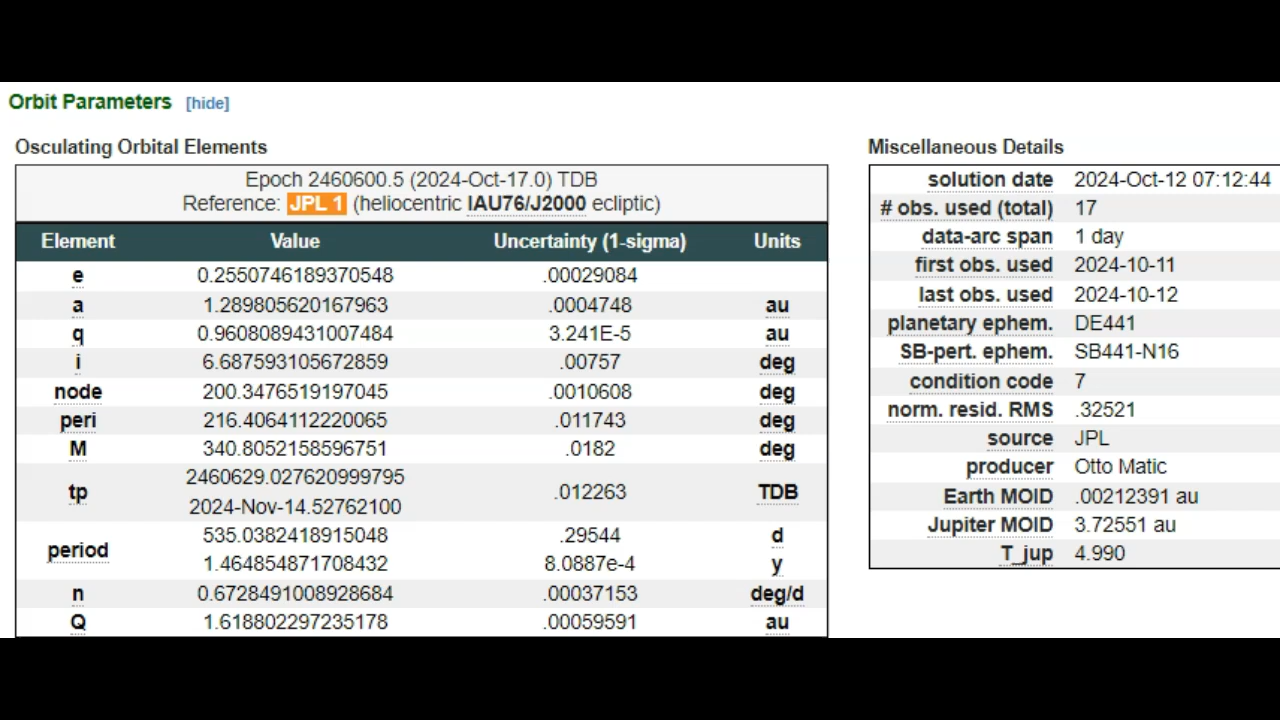 Orbit Parameters [hide]
Osculating Orbital Elements
Epoch 2460600.5 (2024-Oct-17.0) TDB
Reference: JPL 1 (heliocentric IAU76/J2000 ecliptic)
Element Value Uncertainty (1-sigma) Units
e 0.2550746189370548 .00029084
a 1.289805620167963 .0004748 au
q 0.9608089431007484 3.241E-5 au
i 6.687593105672859 .00757 deg
node 200.3476519197045 .0010608 deg
peri 216.4064112220065 .011743 deg
M 340.8052158596751 .0182 deg
tp 2460629.027620999795 .012263 TDB
2024-Nov-14.52762100
period 535.0382418915048 .29544 d
1.464854871708432 8.0887e-4 y
n 0.6728491008928684 .00037153 deg/d
Q 1.618802297235178 .00059591 au
Miscellaneous Details
solution date 2024-Oct-12 07:12:44
# obs. used (total) 17
data-arc span 1 day
first obs. used 2024-10-11
last obs. used 2024-10-12
planetary ephem. DE441
SB-pert. ephem. SB441-N16
condition code 7
norm. resid. RMS .32521
source JPL
producer Otto Matic
Earth MOID .00212391 au
Jupiter MOID 3.72551 au
T_jup 4.990